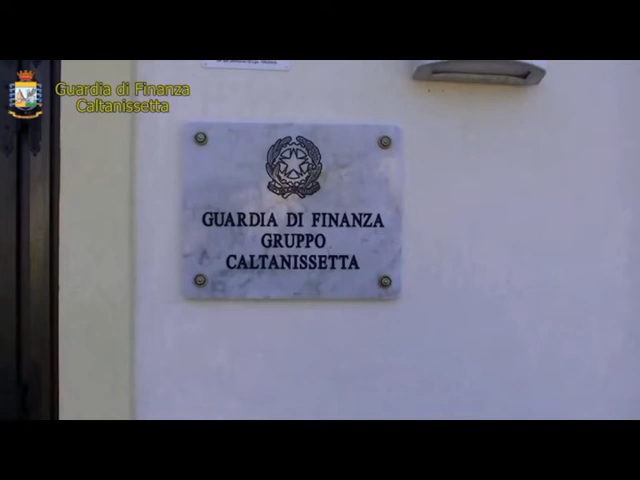 Guardia di Finanza
Caltanissetta
GUARDIA DI FINANZA
GRUPPO
CALTANISSETTA